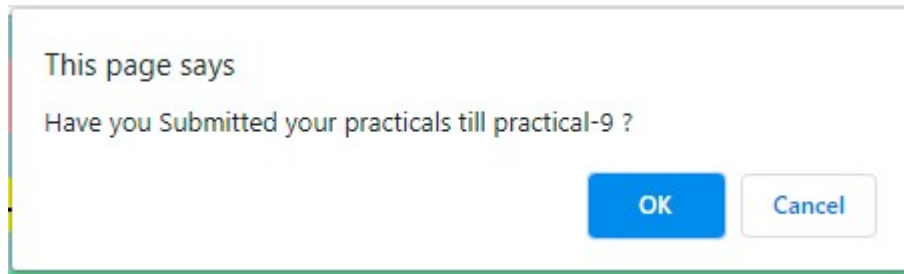 This page says
Have you Submitted your practicals till practical-9 ?
OK Cancel